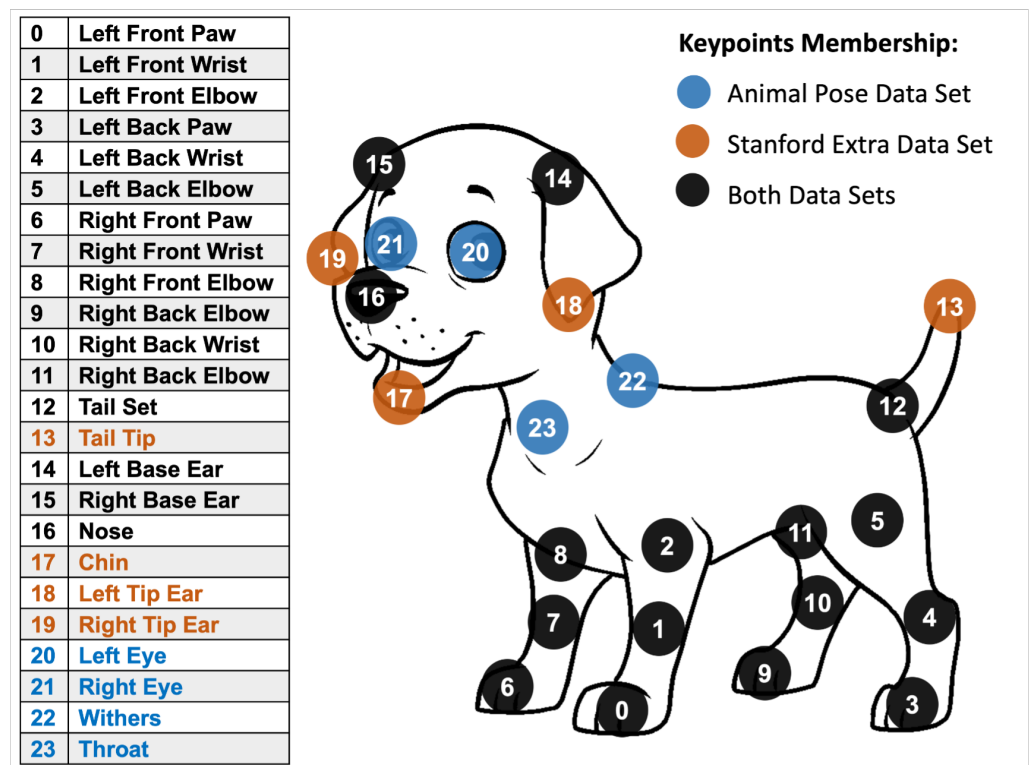 0 Left Front Paw
1 Left Front Wrist
2 Left Front Elbow
3 Left Back Paw
4 Left Back Wrist
5 Left Back Elbow
6 Right Front Paw
7 Right Front Wrist
8 Right Front Elbow
9 Right Back Elbow
10 Right Back Wrist
11 Right Back Elbow
12 Tail Set
13 Tail Tip
14 Left Base Ear
15 Right Base Ear
16 Nose
17 Chin
18 Left Tip Ear
19 Right Tip Ear
20 Left Eye
21 Right Eye
22 Withers
23 Throat
Keypoints Membership:
Animal Pose Data Set
Stanford Extra Data Set
Both Data Sets
15
14
21
20
19
16
18
13
22
17
12
23
5
11
2
8
10
4
7
1
9
6
3
0